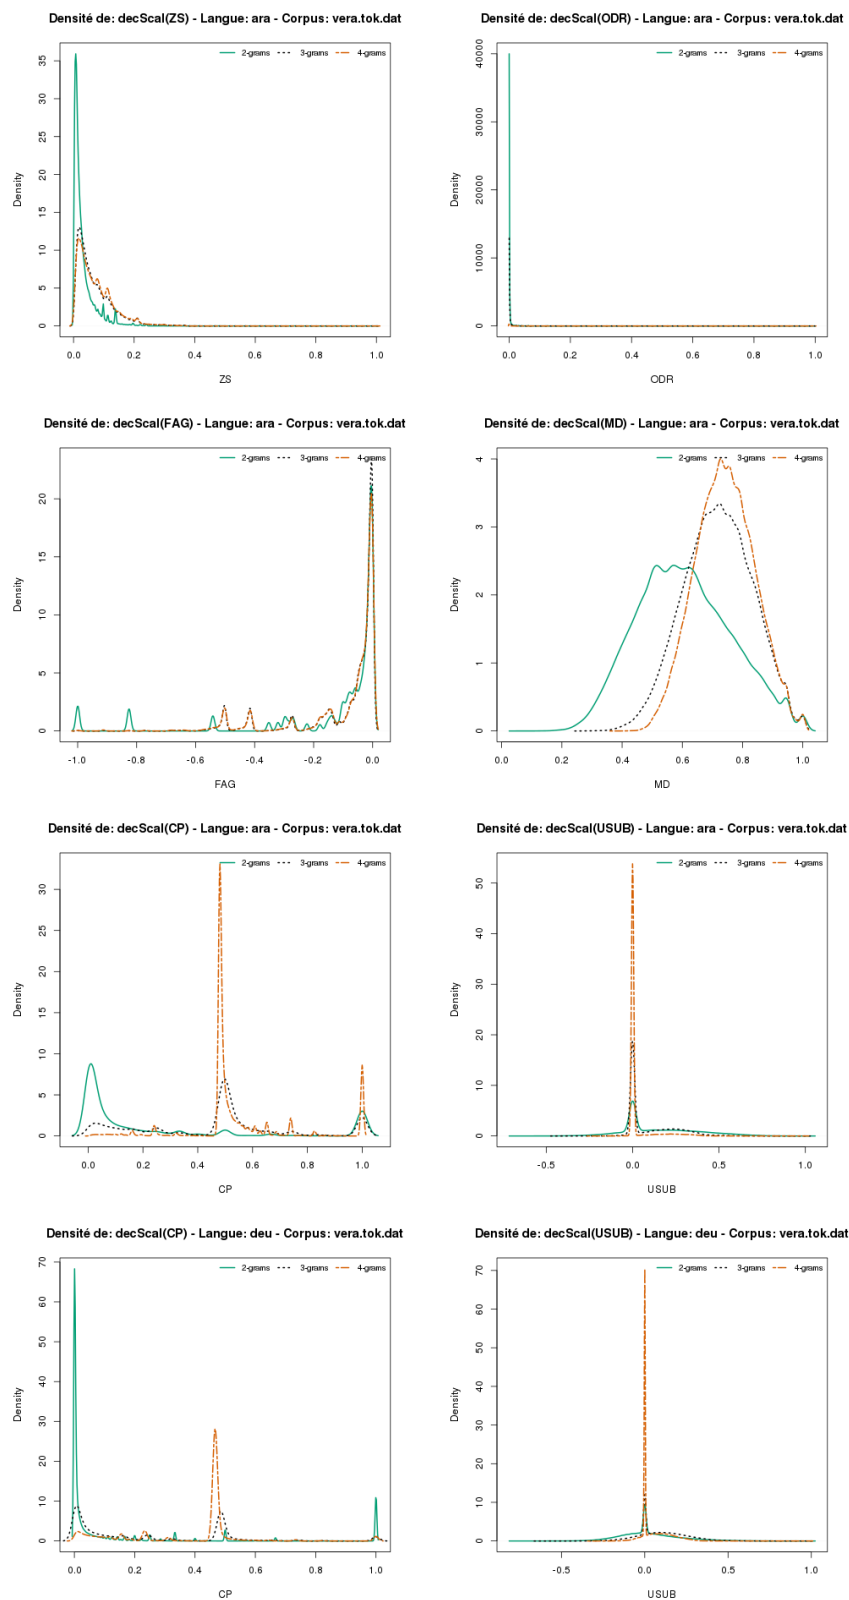 Densité de: decScal(ZS) - Langue: ara - Corpus: vera.tok.dat
2-grams 3-grams 4-grams
Density
0 5 10 15 20 25 30 35
0.0 0.2 0.4 0.6 0.8 1.0
ZS
Densité de: decScal(ODR) - Langue: ara - Corpus: vera.tok.dat
2-grams 3-grams 4-grams
Density
0 10000 20000 30000 40000
0.0 0.2 0.4 0.6 0.8 1.0
ODR
Densité de: decScal(FAG) - Langue: ara - Corpus: vera.tok.dat
2-grams 3-grams 4-grams
Density
0 5 10 15 20
-1.0 -0.8 -0.6 -0.4 -0.2 0.0
FAG
Densité de: decScal(MD) - Langue: ara - Corpus: vera.tok.dat
2-grams 3-grams 4-grams
Density
0 1 2 3 4
0.0 0.2 0.4 0.6 0.8 1.0
MD
Densité de: decScal(CP) - Langue: ara - Corpus: vera.tok.dat
2-grams 3-grams 4-grams
Density
0 5 10 15 20 25 30
0.0 0.2 0.4 0.6 0.8 1.0
CP
Densité de: decScal(USUB) - Langue: ara - Corpus: vera.tok.dat
2-grams 3-grams 4-grams
Density
0 10 20 30 40 50
-0.5 0.0 0.5 1.0
USUB
Densité de: decScal(CP) - Langue: deu - Corpus: vera.tok.dat
2-grams 3-grams 4-grams
Density
0 10 20 30 40 50 60 70
0.0 0.2 0.4 0.6 0.8 1.0
CP
Densité de: decScal(USUB) - Langue: deu - Corpus: vera.tok.dat
2-grams 3-grams 4-grams
Density
0 10 20 30 40 50 60 70
-0.5 0.0 0.5 1.0
USUB